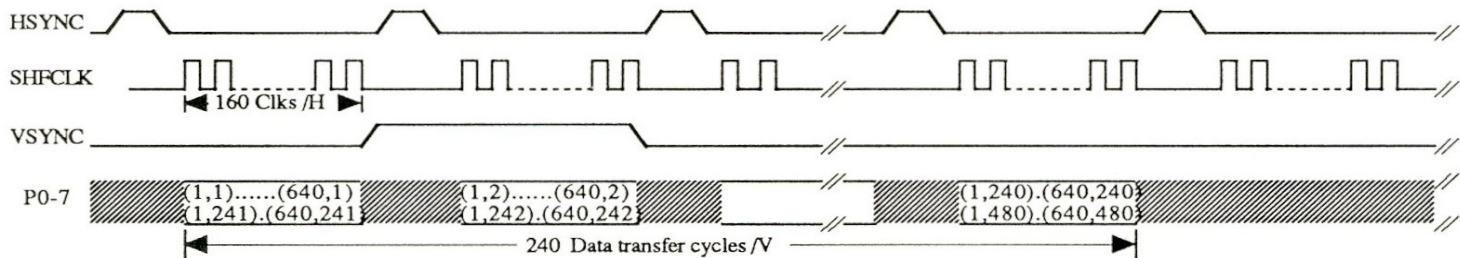 HSYNC
SHFCLK
160 Clks /H
VSYNC
P0-7
(1,1)......(640,1)
(1,241).(640,241)
(1,2)......(640,2)
(1,242).(640,242)
(1,240).(640,240)
(1,480).(640,480)
240 Data transfer cycles /V